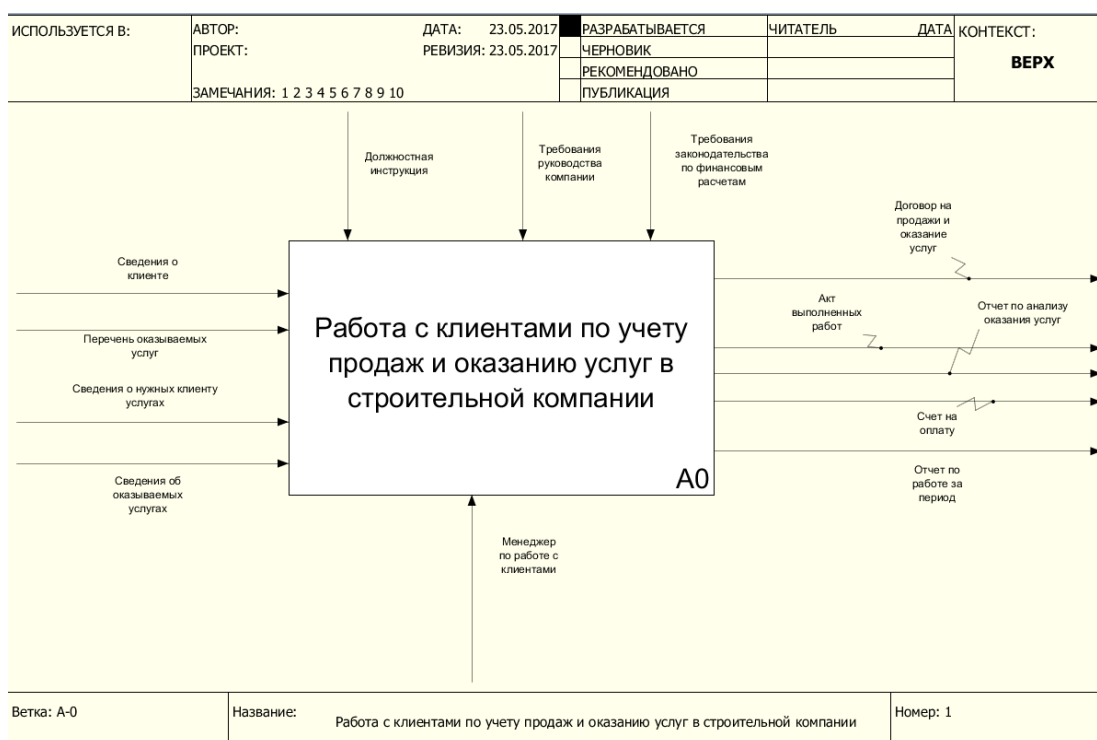 ИСПОЛЬЗУЕТСЯ В:
АВТОР:
ДАТА: 23.05.2017
ПРОЕКТ:
РЕВИЗИЯ: 23.05.2017
ЗАМЕЧАНИЯ: 1 2 3 4 5 6 7 8 9 10
РАЗРАБАТЫВАЕТСЯ
ЧЕРНОВИК
РЕКОМЕНДОВАНО
ПУБЛИКАЦИЯ
ЧИТАТЕЛЬ
ДАТА
КОНТЕКСТ:
ВЕРХ
Должностная
инструкция
Требования
руководства
компании
Требования
законодательства
по финансовым
расчетам
Сведения о
клиенте
Перечень оказываемых
услуг
Сведения о нужных клиенту
услугах
Сведения об
оказываемых
услугах
Работа с клиентами по учету
продаж и оказанию услуг в
строительной компании
A0
Договор на
продажи и
оказание
услуг
Акт
выполненных
работ
Отчет по анализу
оказания услуг
Счет на
оплату
Отчет по
работе за
период
Менеджер
по работе с
клиентами
Ветка: A-0
Название:
Работа с клиентами по учету продаж и оказанию услуг в строительной компании
Номер: 1